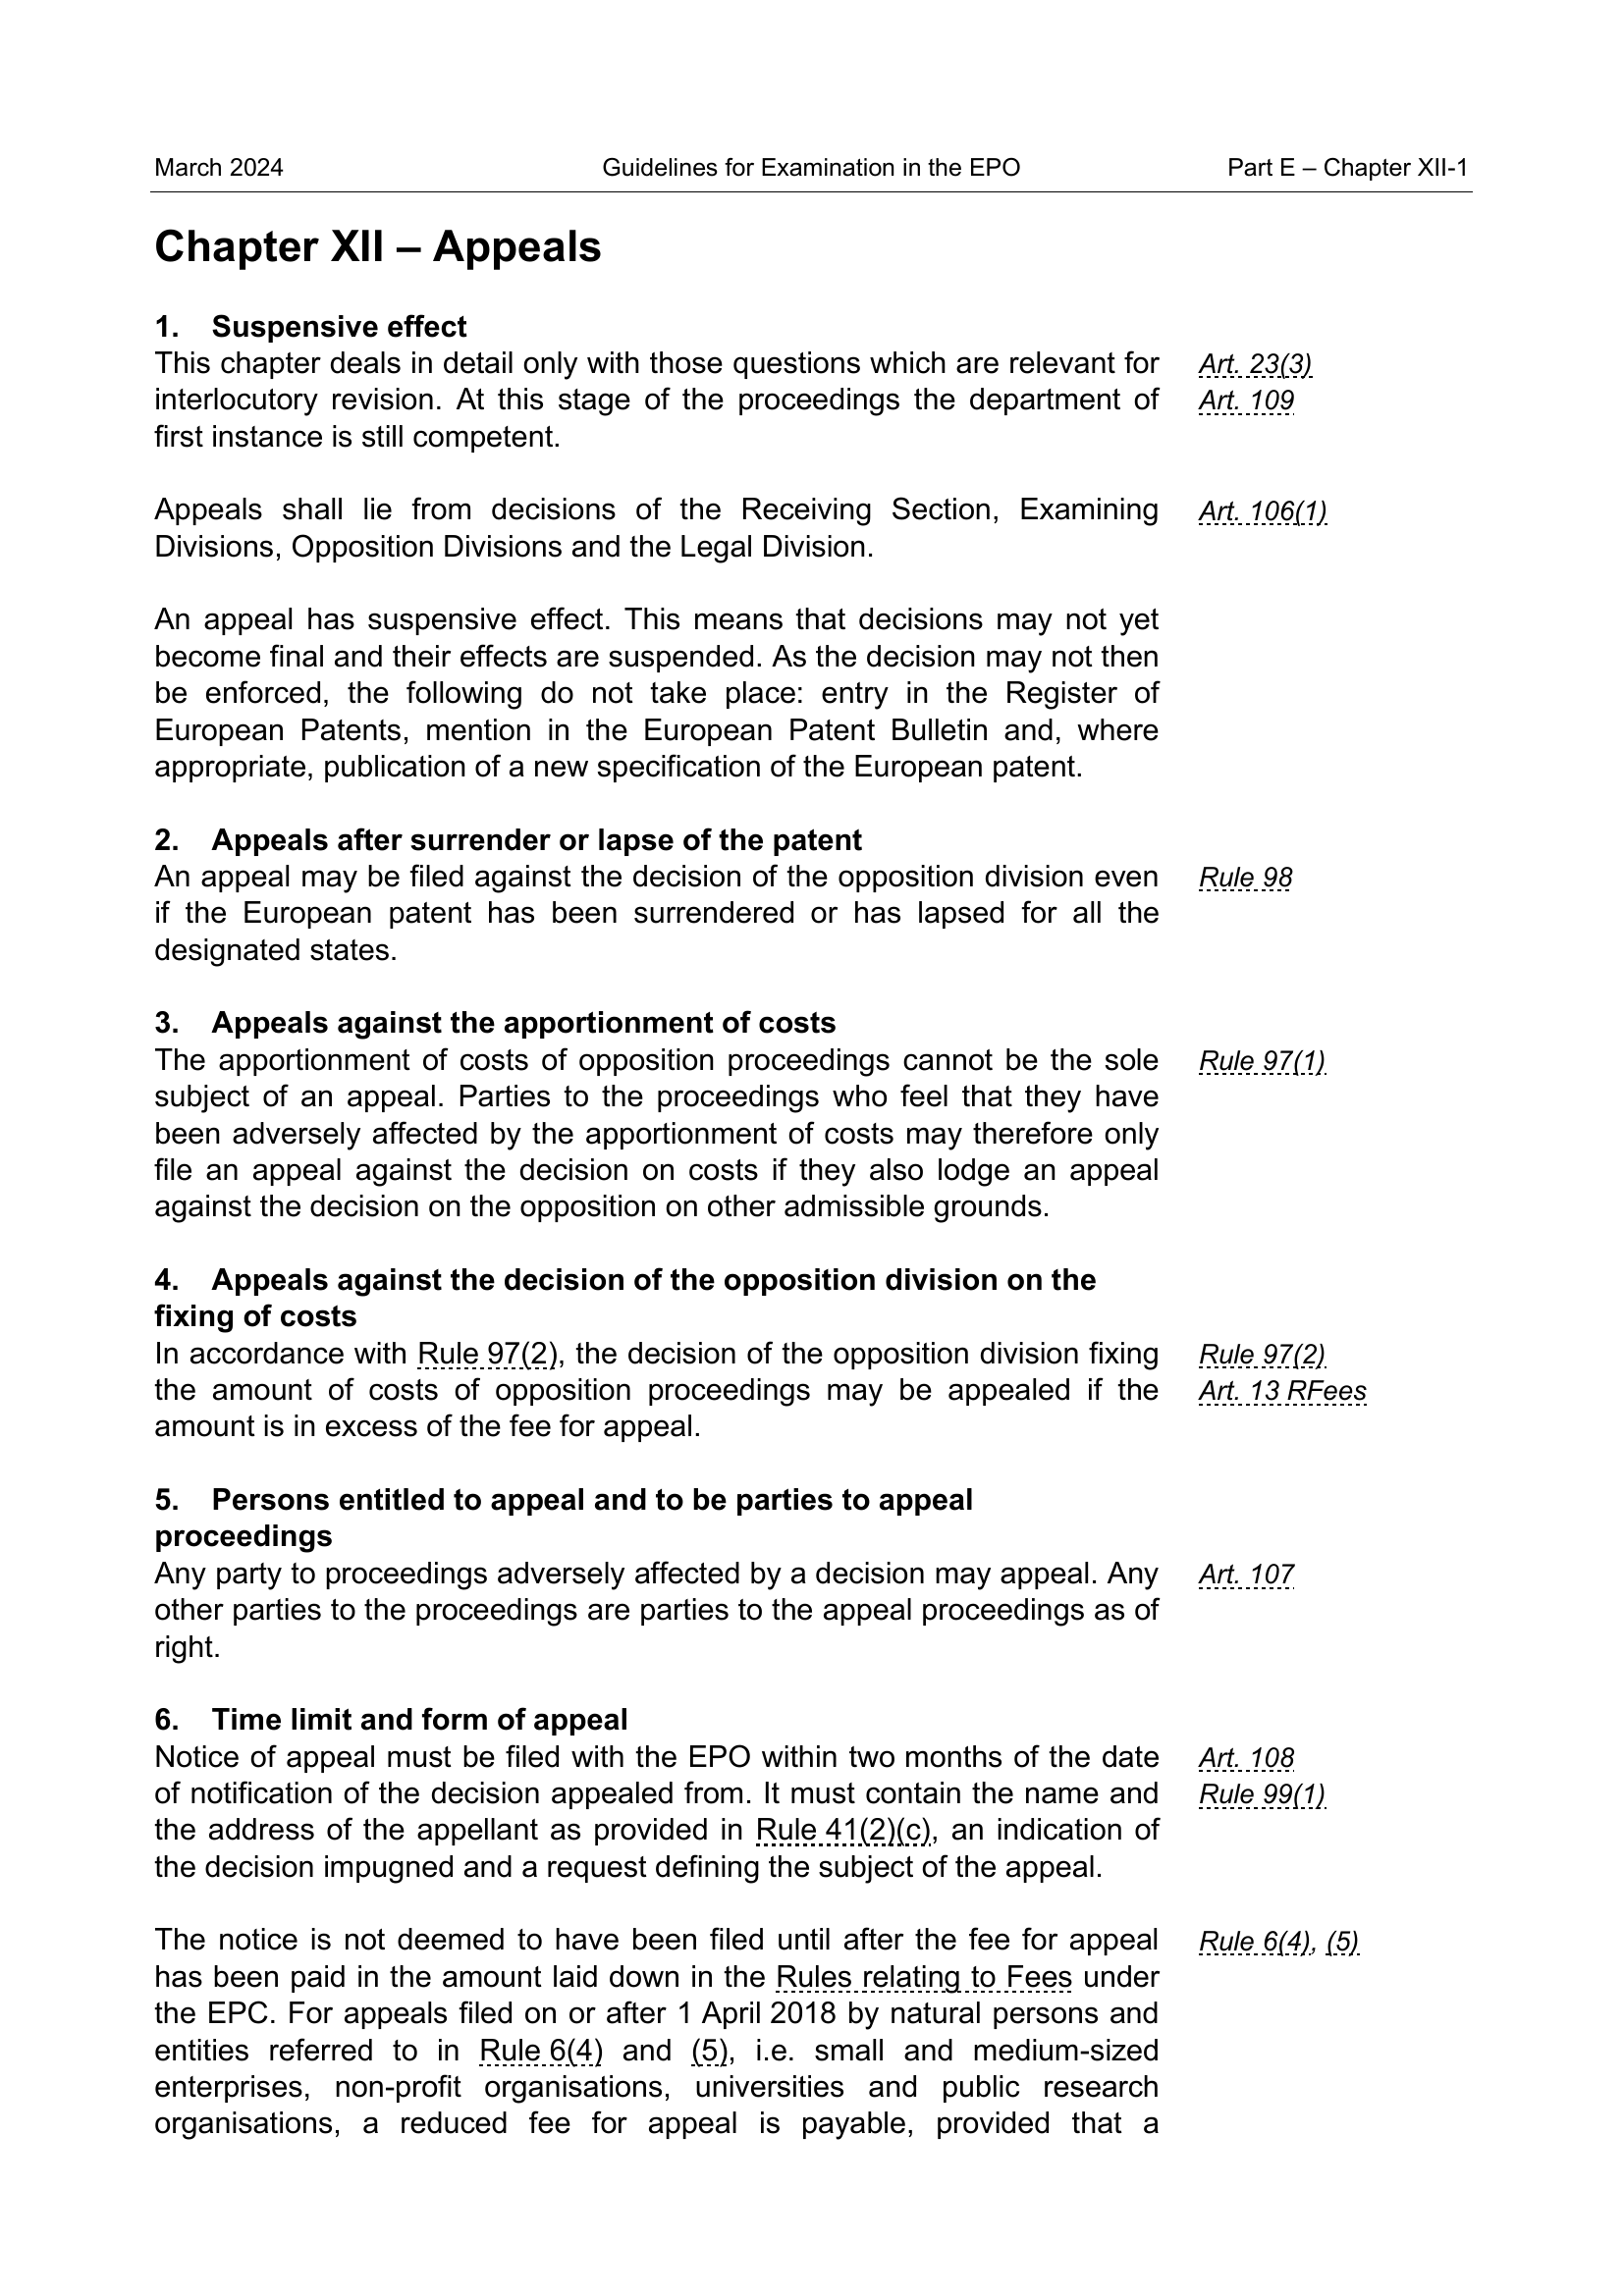 March 2024 Guidelines for Examination in the EPO Part E – Chapter XII-1
Chapter XII – Appeals
1. Suspensive effect
This chapter deals in detail only with those questions which are relevant for Art. 23(3)
interlocutory revision. At this stage of the proceedings the department of Art. 109
first instance is still competent.
Appeals shall lie from decisions of the Receiving Section, Examining Art. 106(1)
Divisions, Opposition Divisions and the Legal Division.
An appeal has suspensive effect. This means that decisions may not yet
become final and their effects are suspended. As the decision may not then
be enforced, the following do not take place: entry in the Register of
European Patents, mention in the European Patent Bulletin and, where
appropriate, publication of a new specification of the European patent.
2. Appeals after surrender or lapse of the patent
An appeal may be filed against the decision of the opposition division even Rule 98
if the European patent has been surrendered or has lapsed for all the
designated states.
3. Appeals against the apportionment of costs
The apportionment of costs of opposition proceedings cannot be the sole Rule 97(1)
subject of an appeal. Parties to the proceedings who feel that they have
been adversely affected by the apportionment of costs may therefore only
file an appeal against the decision on costs if they also lodge an appeal
against the decision on the opposition on other admissible grounds.
4. Appeals against the decision of the opposition division on the
fixing of costs
In accordance with Rule 97(2), the decision of the opposition division fixing Rule 97(2)
the amount of costs of opposition proceedings may be appealed if the Art. 13 RFees
amount is in excess of the fee for appeal.
5. Persons entitled to appeal and to be parties to appeal
proceedings
Any party to proceedings adversely affected by a decision may appeal. Any Art. 107
other parties to the proceedings are parties to the appeal proceedings as of
right.
6. Time limit and form of appeal
Notice of appeal must be filed with the EPO within two months of the date Art. 108
of notification of the decision appealed from. It must contain the name and Rule 99(1)
the address of the appellant as provided in Rule 41(2)(c), an indication of
the decision impugned and a request defining the subject of the appeal.
The notice is not deemed to have been filed until after the fee for appeal Rule 6(4), (5)
has been paid in the amount laid down in the Rules relating to Fees under
the EPC. For appeals filed on or after 1 April 2018 by natural persons and
entities referred to in Rule 6(4) and (5), i.e. small and medium-sized
enterprises, non-profit organisations, universities and public research
organisations, a reduced fee for appeal is payable, provided that a